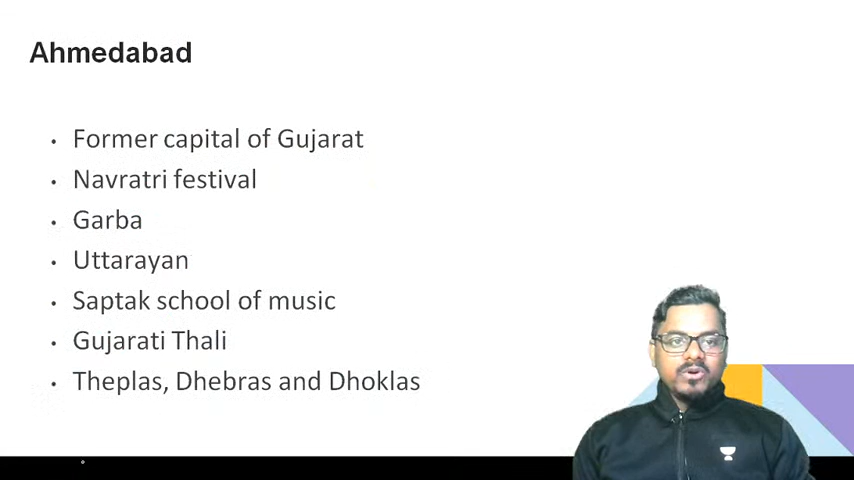 Ahmedabad
• Former capital of Gujarat
• Navratri festival
• Garba
• Uttarayan
• Saptak school of music
• Gujarati Thali
• Theplas, Dhebras and Dhoklas